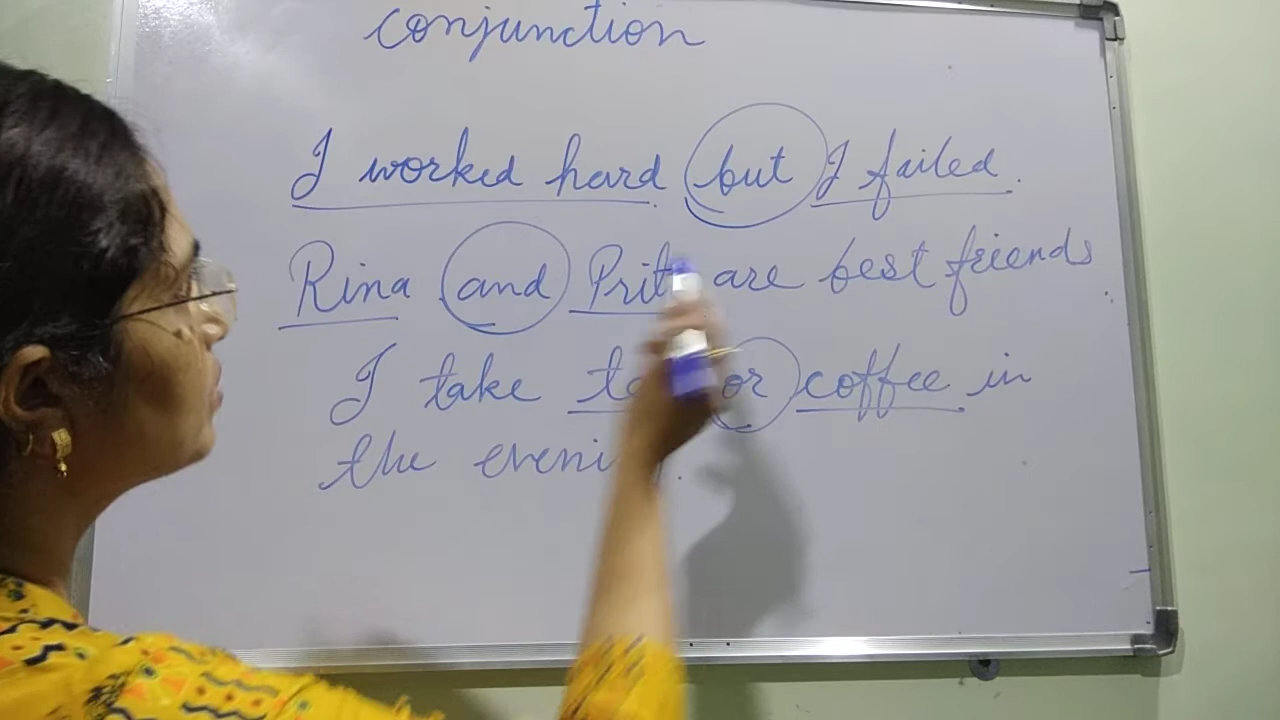 conjunction
I worked hard but I failed.
Rina and are best friends
I take or coffee in
the